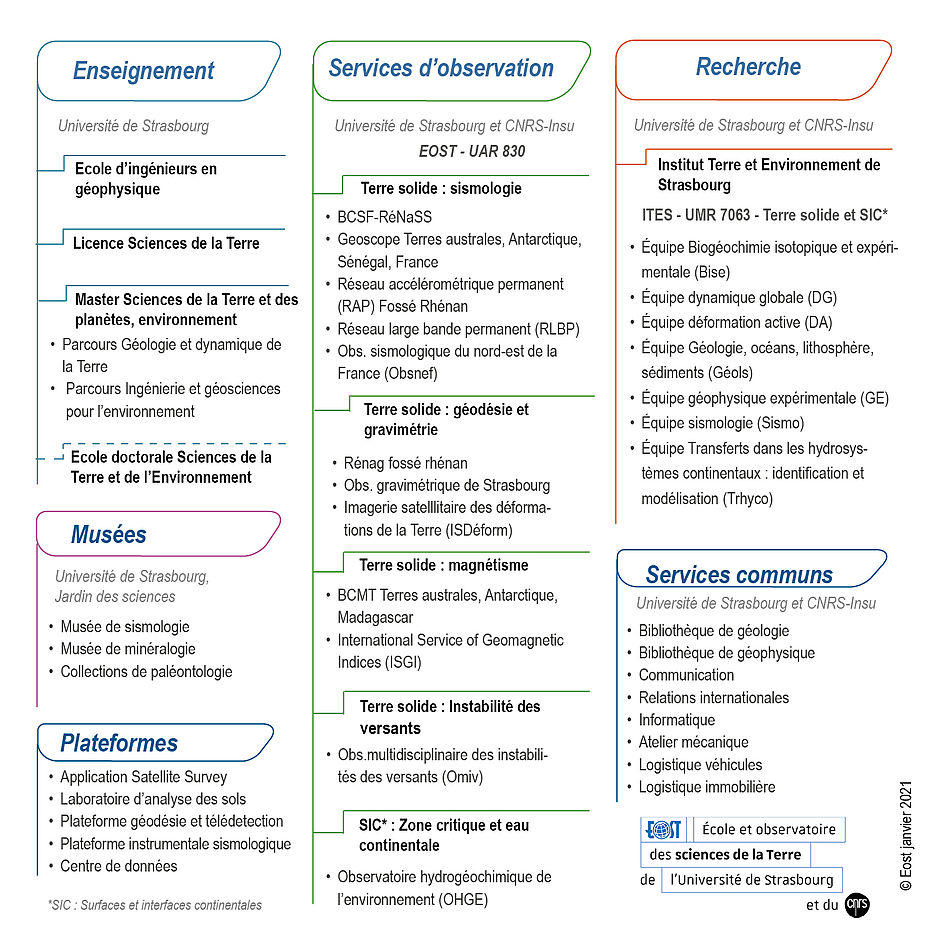 Enseignement
Université de Strasbourg
Ecole d'ingénieurs en
géophysique
Licence Sciences de la Terre
Master Sciences de la Terre et des
planètes, environnement
• Parcours Géologie et dynamique de
la Terre
• Parcours Ingénierie et géosciences
pour l'environnement
Ecole doctorale Sciences de la
Terre et de l'Environnement
Musées
Université de Strasbourg,
Jardin des sciences
• Musée de sismologie
• Musée de minéralogie
• Collections de paléontologie
Plateformes
• Application Satellite Survey
• Laboratoire d'analyse des sols
• Plateforme géodésie et télédetection
• Plateforme instrumentale sismologique
• Centre de données
*SIC : Surfaces et interfaces continentales
Services d'observation
Université de Strasbourg et CNRS-Insu
EOST - UAR 830
Terre solide : sismologie
• BCSF-RéNaSS
• Geoscope Terres australes, Antarctique,
Sénégal, France
• Réseau accélérométrique permanent
(RAP) Fossé Rhénan
• Réseau large bande permanent (RLBP)
• Obs. sismologique du nord-est de la
France (Obsnef)
Terre solide : géodésie et
gravimétrie
• Rénag fossé rhénan
• Obs. gravimétrique de Strasbourg
• Imagerie satelllitaire des déforma-
tions de la Terre (ISDéform)
Terre solide : magnétisme
• BCMT Terres australes, Antarctique,
Madagascar
• International Service of Geomagnetic
Indices (ISGI)
Terre solide : Instabilité des
versants
• Obs.multidisciplinaire des instabili-
tés des versants (Omiv)
SIC* : Zone critique et eau
continentale
• Observatoire hydrogéochimique de
l'environnement (OHGE)
Recherche
Université de Strasbourg et CNRS-Insu
Institut Terre et Environnement de
Strasbourg
ITES - UMR 7063 - Terre solide et SIC*
• Équipe Biogéochimie isotopique et expéri-
mentale (Bise)
• Équipe dynamique globale (DG)
• Équipe déformation active (DA)
• Équipe Géologie, océans, lithosphère,
sédiments (Géols)
• Équipe géophysique expérimentale (GE)
• Équipe sismologie (Sismo)
• Équipe Transferts dans les hydrosys-
tèmes continentaux : identification et
modélisation (Trhyco)
Services communs
Université de Strasbourg et CNRS-Insu
• Bibliothèque de géologie
• Bibliothèque de géophysique
• Communication
• Relations internationales
• Informatique
• Atelier mécanique
• Logistique véhicules
• Logistique immobilière
EOST École et observatoire
des sciences de la Terre
de l'Université de Strasbourg
et du cnrs
© Eost janvier 2021